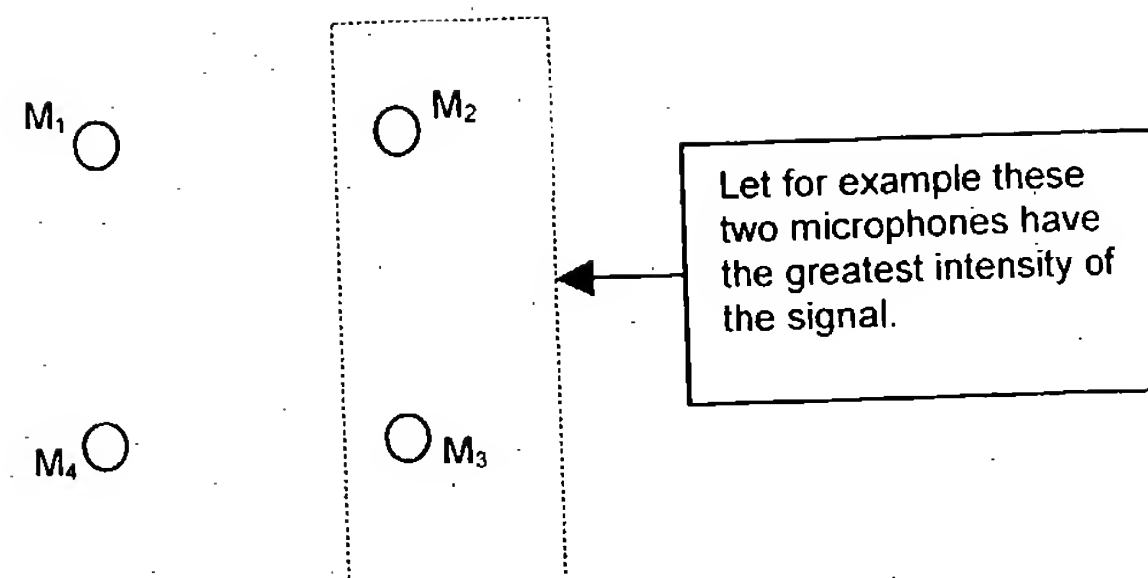 M₁
M₂
Let for example these
two microphones have
the greatest intensity of
the signal.
M₄
M₃